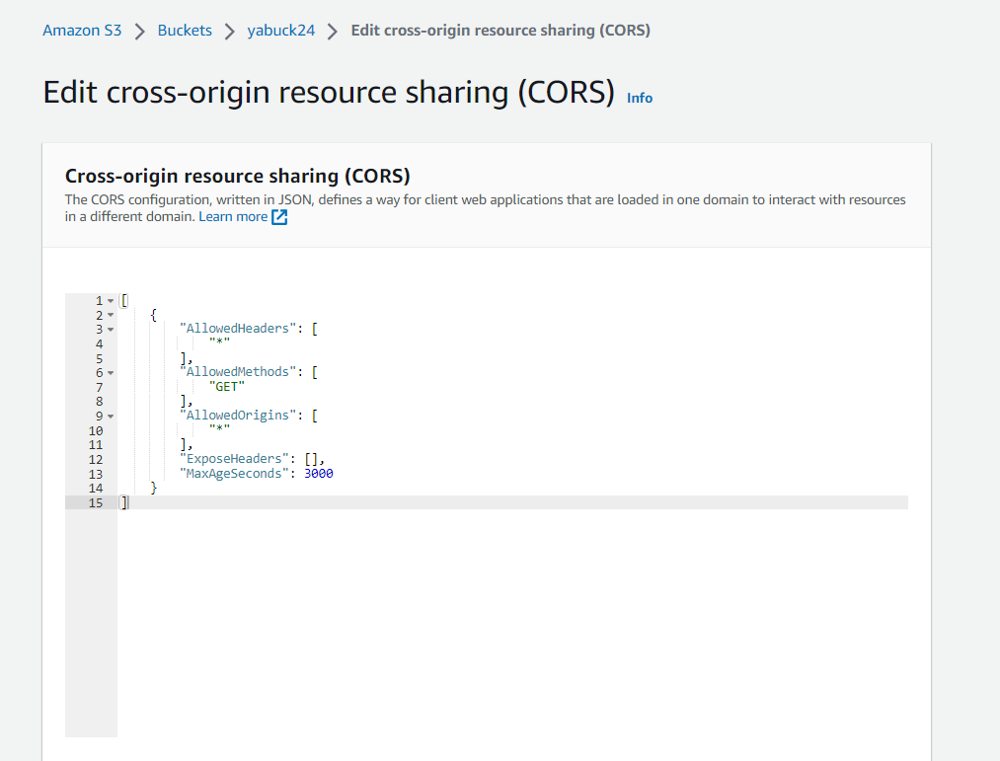 Amazon S3 > Buckets > yabuck24 > Edit cross-origin resource sharing (CORS)
Edit cross-origin resource sharing (CORS) Info
Cross-origin resource sharing (CORS)
The CORS configuration, written in JSON, defines a way for client web applications that are loaded in one domain to interact with resources
in a different domain. Learn more
1 [
2 {
3 "AllowedHeaders": [
4 "*"
5 ],
6 "AllowedMethods": [
7 "GET"
8 ],
9 "AllowedOrigins": [
10 "*"
11 ],
12 "ExposeHeaders": [],
13 "MaxAgeSeconds": 3000
14 }
15 ]